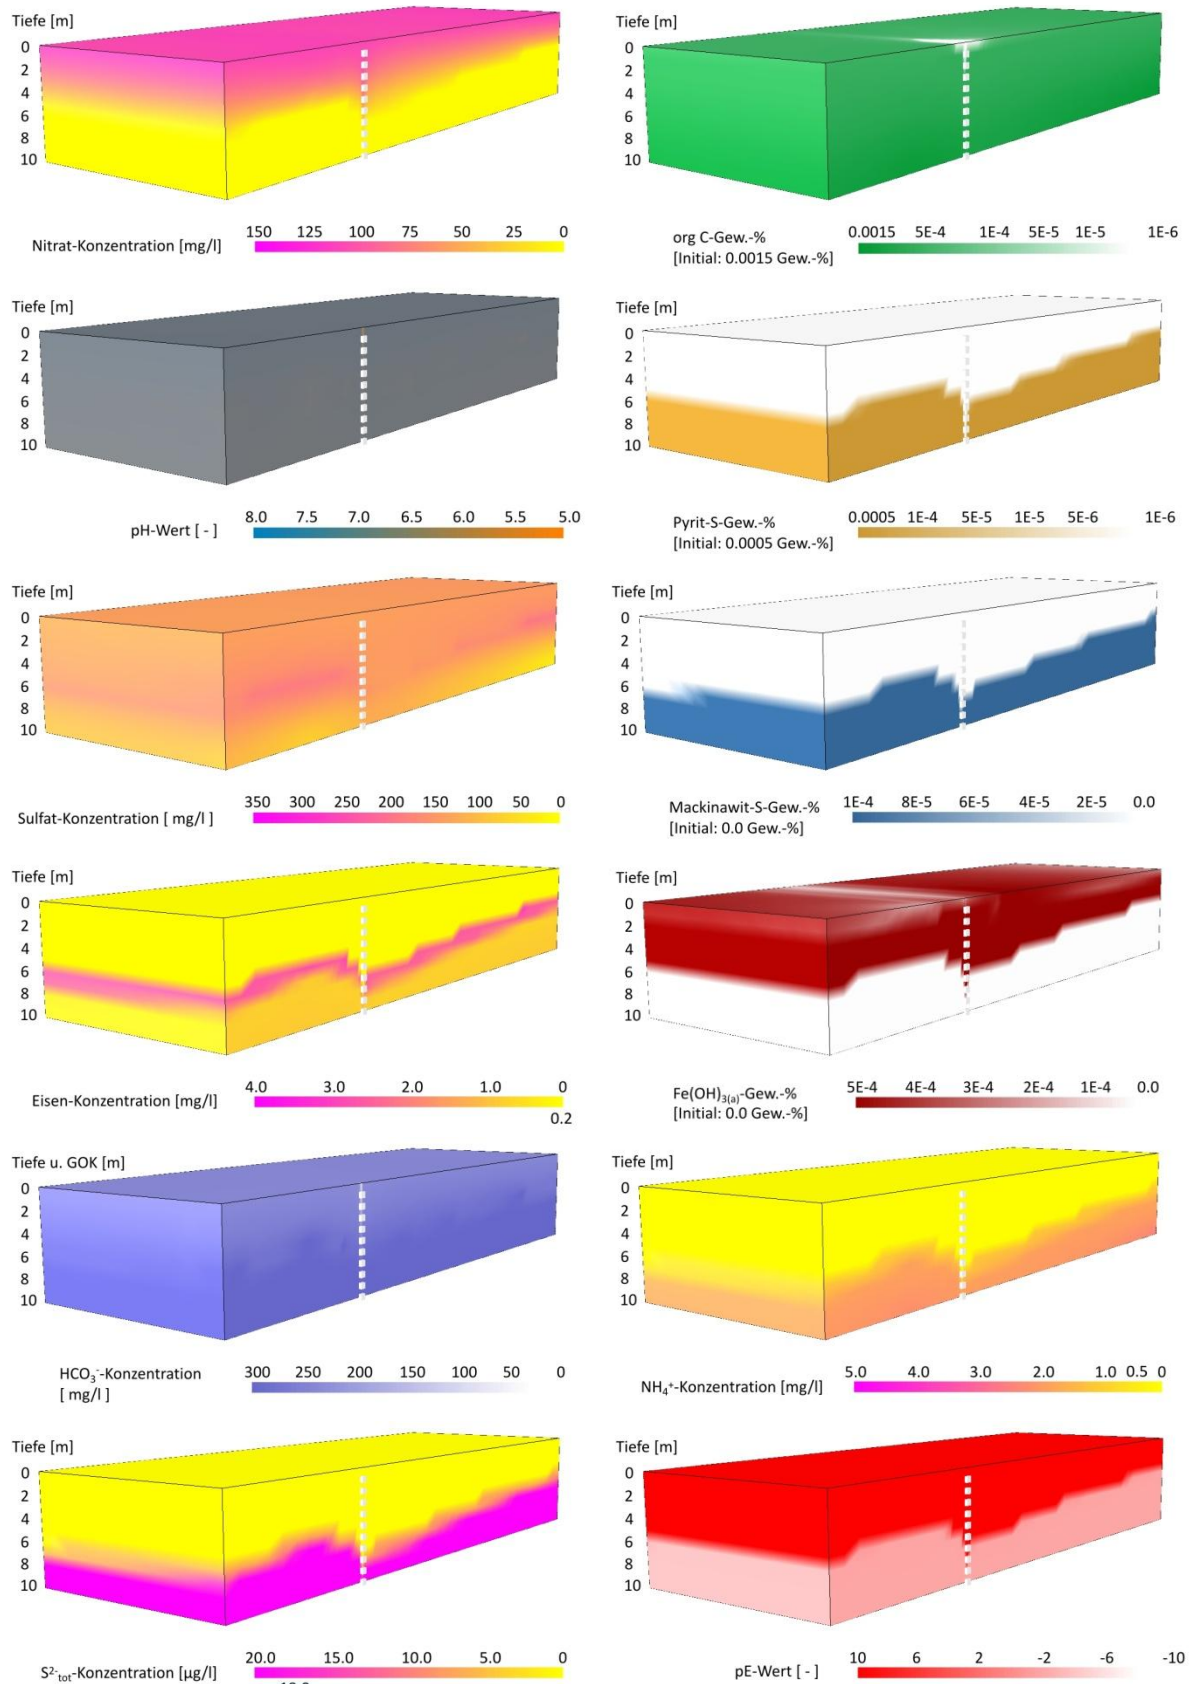 Tiefe [m]
0
2
4
6
8
10
150 125 100 75 50 25 0
Nitrat-Konzentration [mg/l]
Tiefe [m]
0
2
4
6
8
10
0.0015 5E-4 1E-4 5E-5 1E-5 1E-6
org C-Gew.-%
[Initial: 0.0015 Gew.-%]
Tiefe [m]
0
2
4
6
8
10
pH-Wert [ - ]
8.0 7.5 7.0 6.5 6.0 5.5 5.0
Tiefe [m]
0
2
4
6
8
10
0.0005 1E-4 5E-5 1E-5 5E-6 1E-6
Pyrit-S-Gew.-%
[Initial: 0.0005 Gew.-%]
Tiefe [m]
0
2
4
6
8
10
350 300 250 200 150 100 50 0
Sulfat-Konzentration [ mg/l ]
Tiefe [m]
0
2
4
6
8
10
Mackinawit-S-Gew.-%
1E-4 8E-5 6E-5 4E-5 2E-5 0.0
[Initial: 0.0 Gew.-%]
Tiefe [m]
0
2
4
6
8
10
4.0 3.0 2.0 1.0 0
Eisen-Konzentration [mg/l]
0.2
Tiefe [m]
0
2
4
6
8
10
5E-4 4E-4 3E-4 2E-4 1E-4 0.0
Fe(OH)3(a)-Gew.-%
[Initial: 0.0 Gew.-%]
Tiefe u. GOK [m]
0
2
4
6
8
10
HCO3⁻-Konzentration
[ mg/l ]
300 250 200 150 100 50 0
Tiefe [m]
0
2
4
6
8
10
5.0 4.0 3.0 2.0 1.0 0.5 0
NH4⁺-Konzentration [mg/l]
Tiefe [m]
0
2
4
6
8
10
20.0 15.0 10.0 5.0 0
S²⁻tot-Konzentration [µg/l]
Tiefe [m]
0
2
4
6
8
10
pE-Wert [ - ]
10 6 2 -2 -6 -10